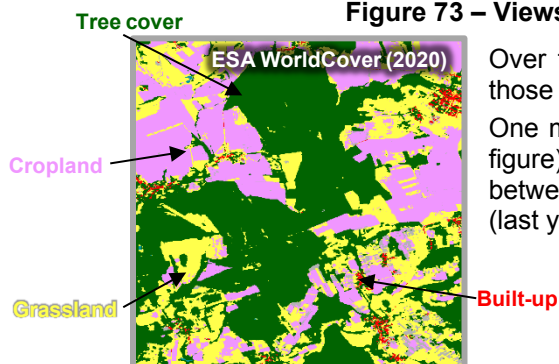 Figure 73 – Views
Tree cover
ESA WorldCover (2020)
Cropland
Grassland
Built-up
Over
those
One
figure)
betwe
(last y